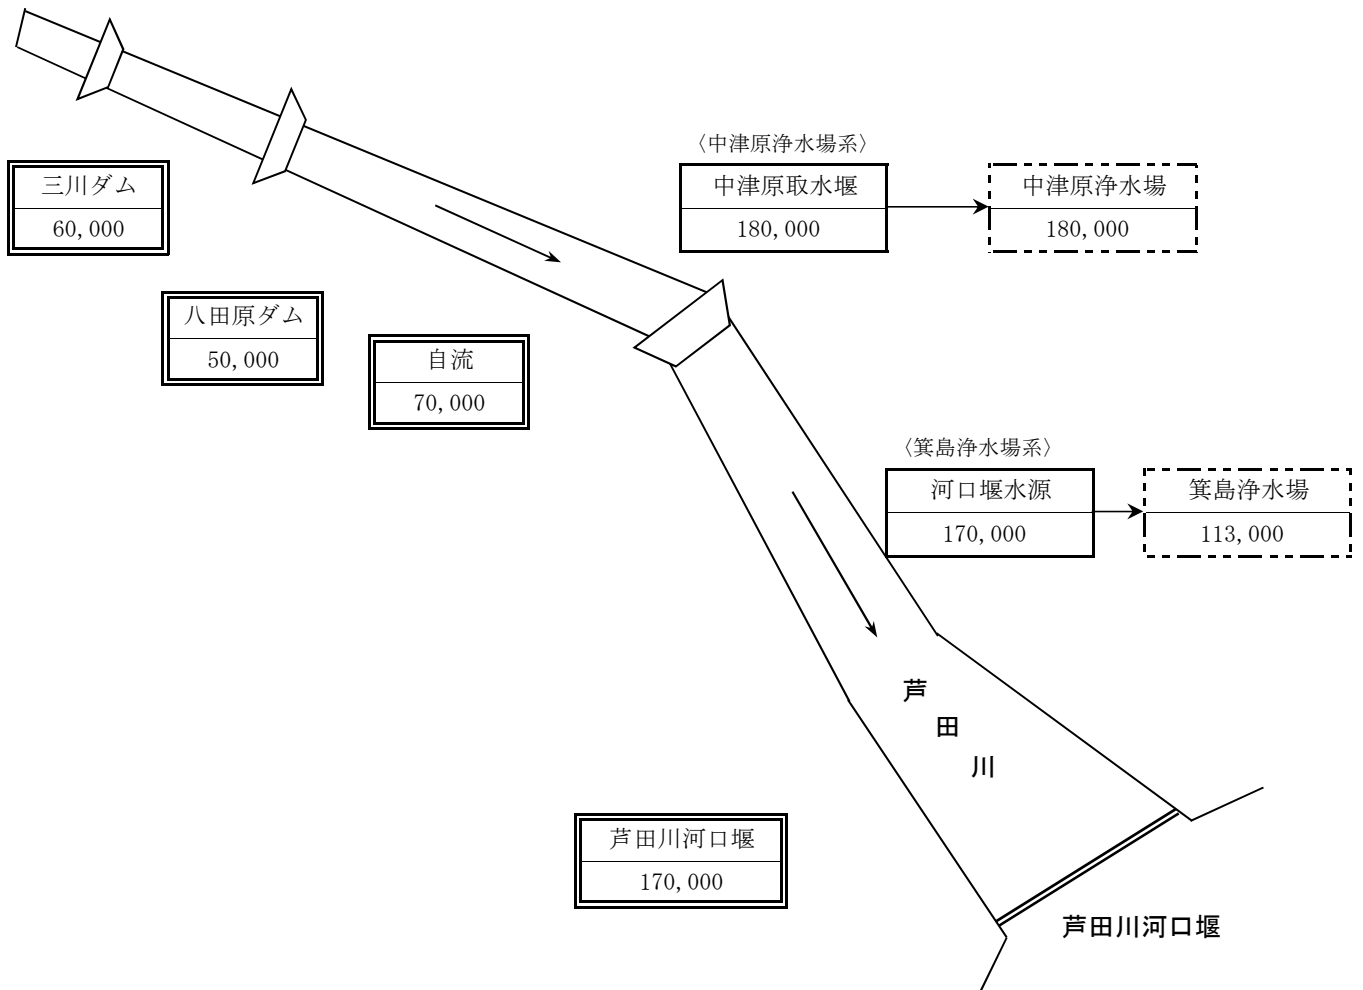 〈中津原浄水場系〉
三川ダム
60,000
中津原取水堰
180,000
中津原浄水場
180,000
八田原ダム
50,000
自流
70,000
〈箕島浄水場系〉
河口堰水源
170,000
箕島浄水場
113,000
芦
田
川
芦田川河口堰
170,000
芦田川河口堰